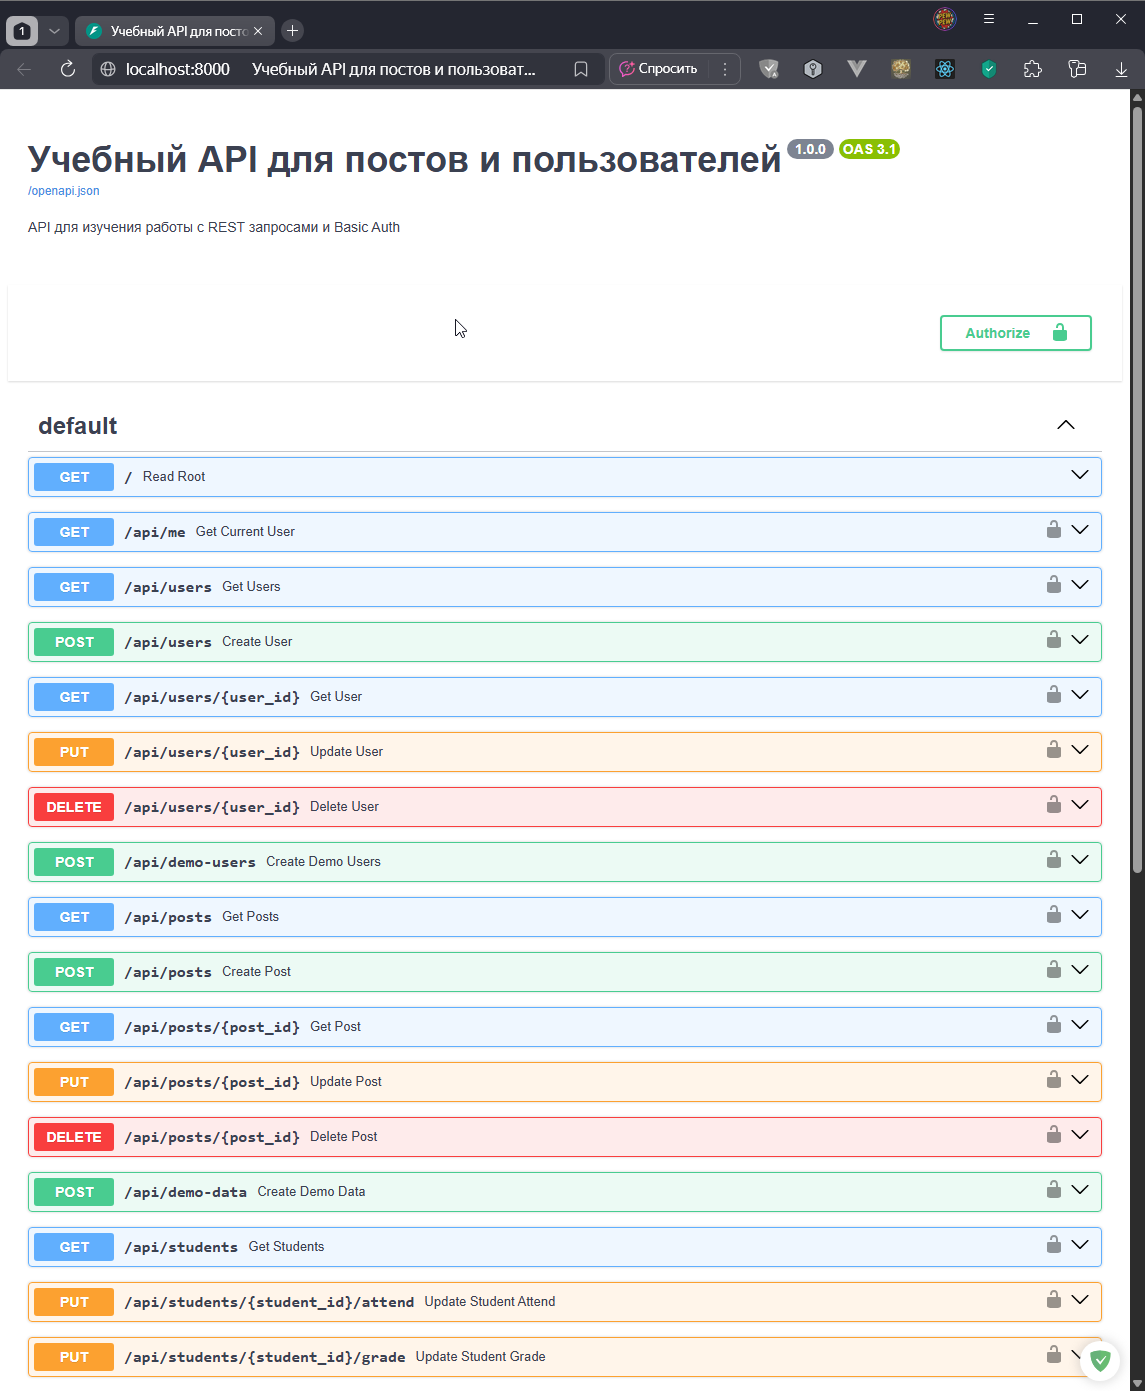 1
Учебный API для посто
localhost:8000 Учебный API для постов и пользоват... Спросить
Учебный API для постов и пользователей 1.0.0 OAS 3.1
/openapi.json
API для изучения работы с REST запросами и Basic Auth
Authorize
default
GET / Read Root
GET /api/me Get Current User
GET /api/users Get Users
POST /api/users Create User
GET /api/users/{user_id} Get User
PUT /api/users/{user_id} Update User
DELETE /api/users/{user_id} Delete User
POST /api/demo-users Create Demo Users
GET /api/posts Get Posts
POST /api/posts Create Post
GET /api/posts/{post_id} Get Post
PUT /api/posts/{post_id} Update Post
DELETE /api/posts/{post_id} Delete Post
POST /api/demo-data Create Demo Data
GET /api/students Get Students
PUT /api/students/{student_id}/attend Update Student Attend
PUT /api/students/{student_id}/grade Update Student Grade